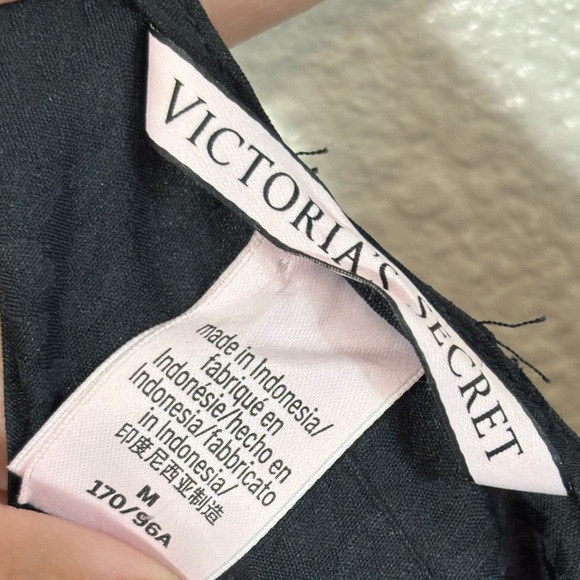 VICTORIA'S SECRET
made in Indonesia/
fabriqué en
Indonésie/hecho en
Indonesia/fabricato
in Indonesia/
印度尼西亚制造
M
170/96A